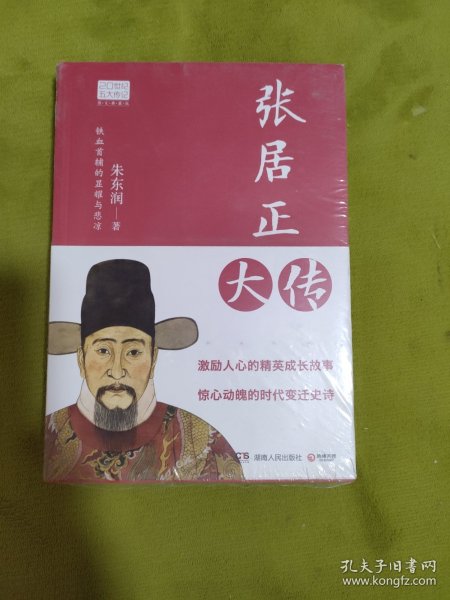 20世纪
五大传记
张居正
大传
铁血首辅的显耀与悲凉
朱东润 著
激励人心的精英成长故事
惊心动魄的时代变迁史诗
湖南人民出版社
孔夫子旧书网
www.kongfz.com